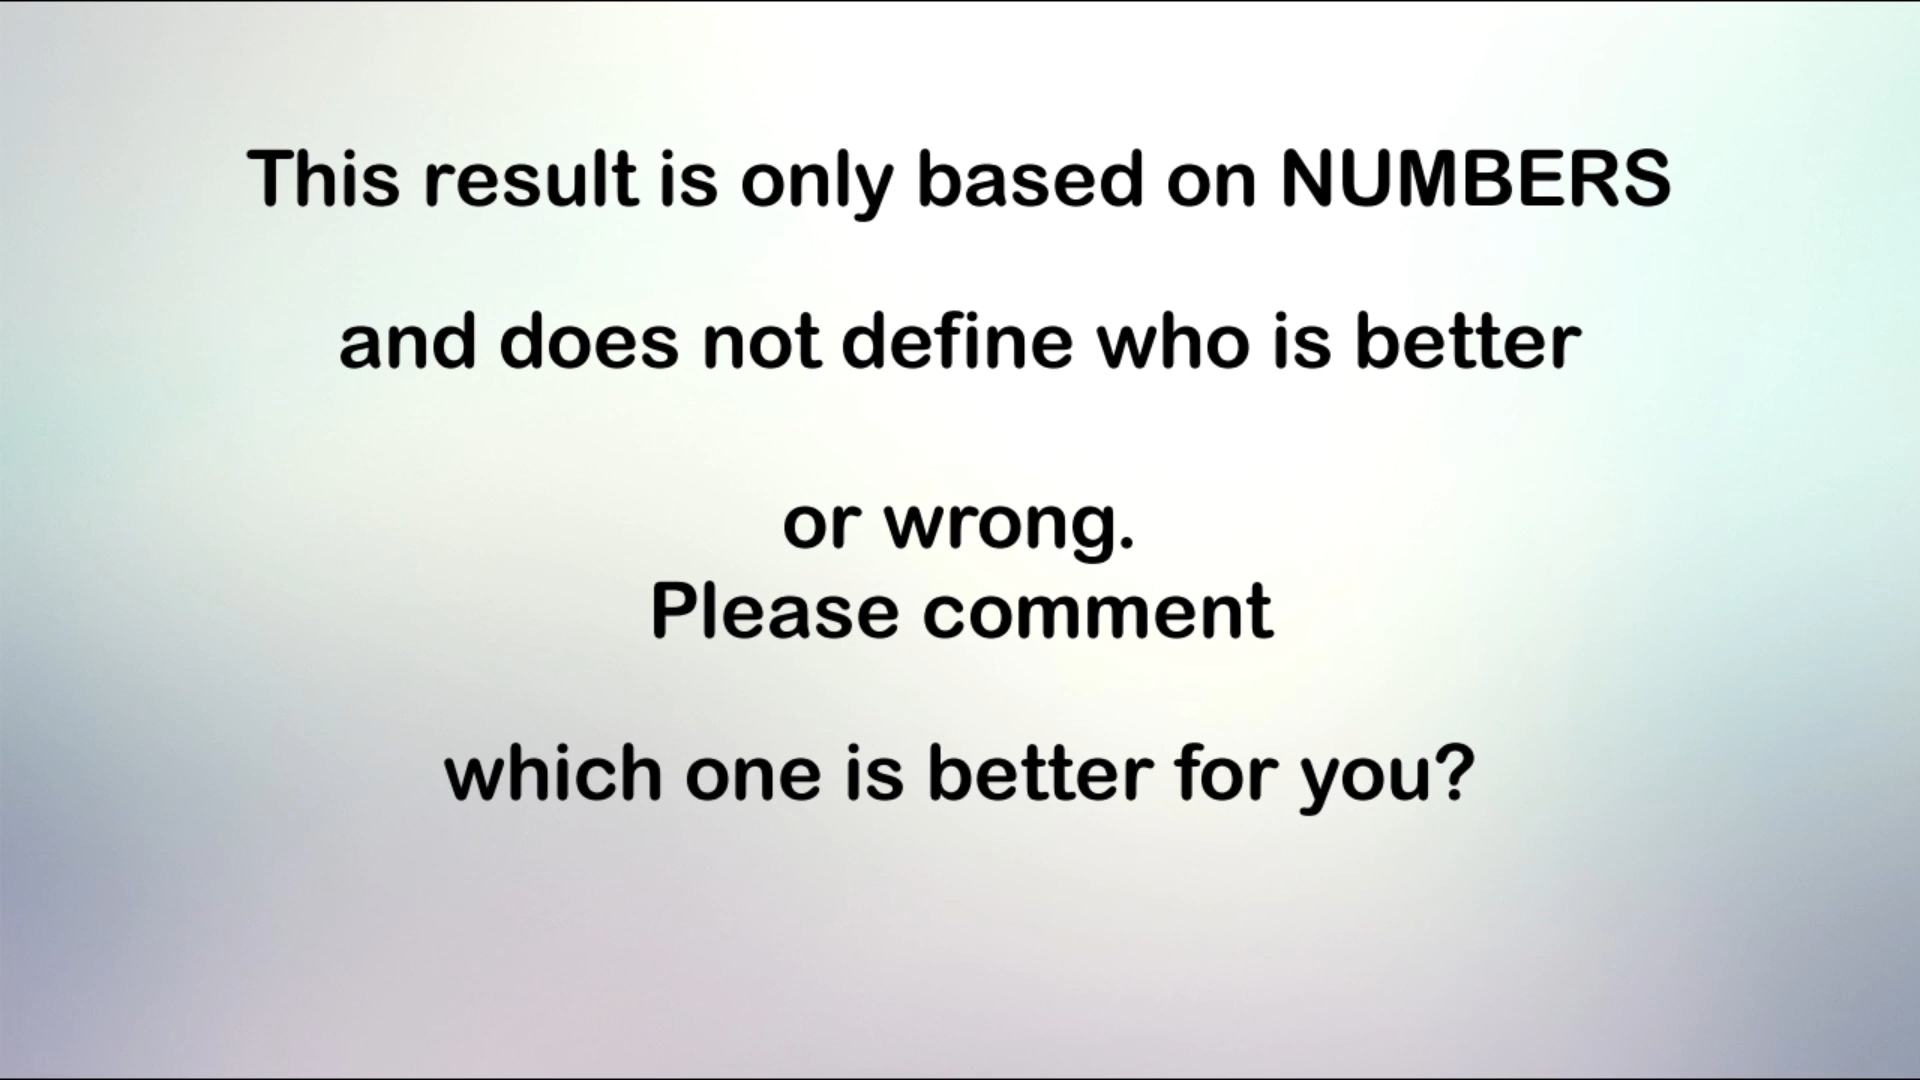 This result is only based on NUMBERS
and does not define who is better
or wrong.
Please comment
which one is better for you?